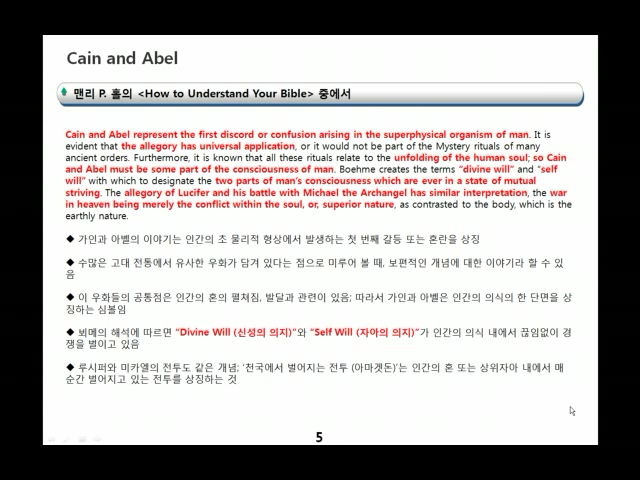 Cain and Abel
맨리 P. 홀의 <How to Understand Your Bible> 중에서
Cain and Abel represent the first discord or confusion arising in the superphysical organism of man. It is
evident that the allegory has universal application, or it would not be part of the Mystery rituals of many
ancient orders. Furthermore, it is known that all these rituals relate to the unfolding of the human soul; so Cain
and Abel must be some part of the consciousness of man. Boehme creates the terms “divine will” and “self
will” with which to designate the two parts of man’s consciousness which are ever in a state of mutual
striving. The allegory of Lucifer and his battle with Michael the Archangel has similar interpretation, the war
in heaven being merely the conflict within the soul, or, superior nature, as contrasted to the body, which is the
earthly nature.
◆ 가인과 아벨의 이야기는 인간의 초 물리적 형상에서 발생하는 첫 번째 갈등 또는 혼란을 상징
◆ 수많은 고대 전통에서 유사한 우화가 담겨 있다는 점으로 미루어 볼 때, 보편적인 개념에 대한 이야기라 할 수 있
음
◆ 이 우화들의 공통점은 인간의 혼의 펼쳐짐, 발달과 관련이 있음; 따라서 가인과 아벨은 인간의 의식의 한 단면을 상
징하는 심볼임
◆ 뵈메의 해석에 따르면 “Divine Will (신성의 의지)”와 “Self Will (자아의 의지)”가 인간의 의식 내에서 끊임없이 경
쟁을 벌이고 있음
◆ 루시퍼와 미카엘의 전투도 같은 개념; ‘천국에서 벌어지는 전투 (아마겟돈)’는 인간의 혼 또는 상위자아 내에서 매
순간 벌어지고 있는 전투를 상징하는 것
5